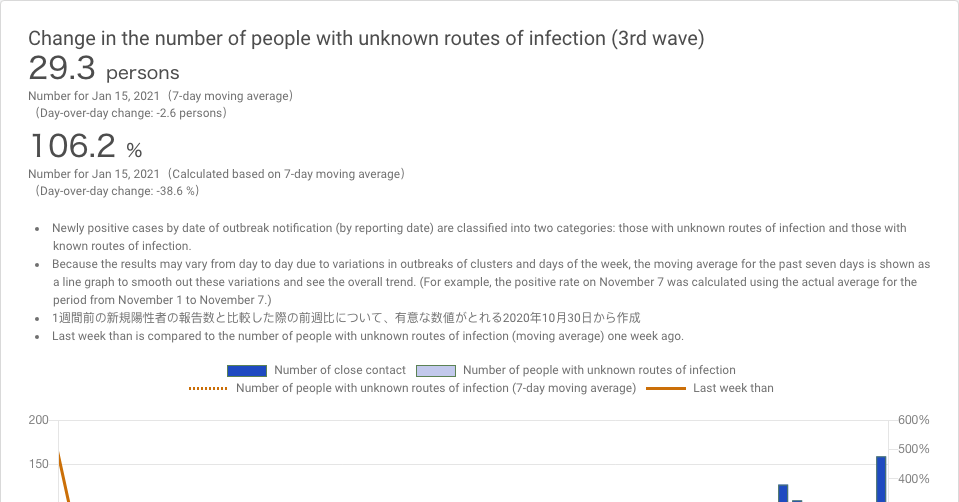 Change in the number of people with unknown routes of infection (3rd wave)
29.3 persons
Number for Jan 15, 2021（7-day moving average）
（Day-over-day change: -2.6 persons）
106.2 %
Number for Jan 15, 2021（Calculated based on 7-day moving average）
（Day-over-day change: -38.6 %）
• Newly positive cases by date of outbreak notification (by reporting date) are classified into two categories: those with unknown routes of infection and those with
known routes of infection.
• Because the results may vary from day to day due to variations in outbreaks of clusters and days of the week, the moving average for the past seven days is shown as
a line graph to smooth out these variations and see the overall trend. (For example, the positive rate on November 7 was calculated using the actual average for the
period from November 1 to November 7.)
• 1週間前の新規陽性者の報告数と比較した際の前週比について、有意な数値がとれる2020年10月30日から作成
• Last week than is compared to the number of people with unknown routes of infection (moving average) one week ago.
Number of close contact Number of people with unknown routes of infection
Number of people with unknown routes of infection (7-day moving average) Last week than
200 600%
500%
150
400%